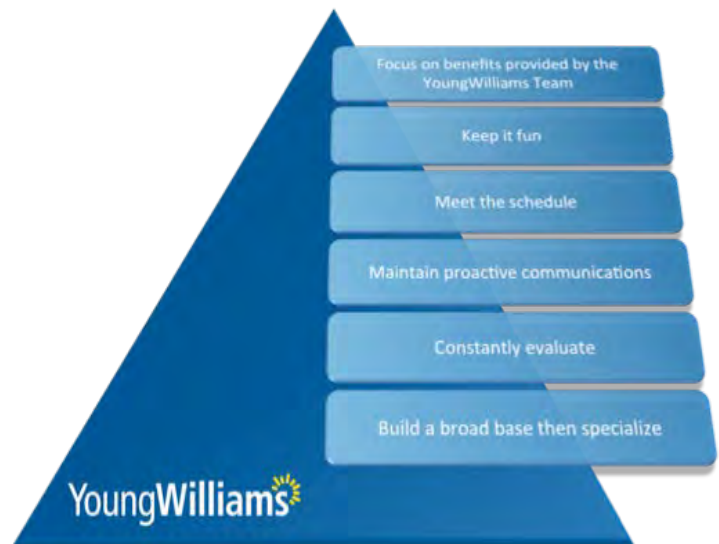 Focus on benefits provided by the
YoungWilliams Team
Keep it fun
Meet the schedule
Maintain proactive communications
Constantly evaluate
Build a broad base then specialize
YoungWilliams